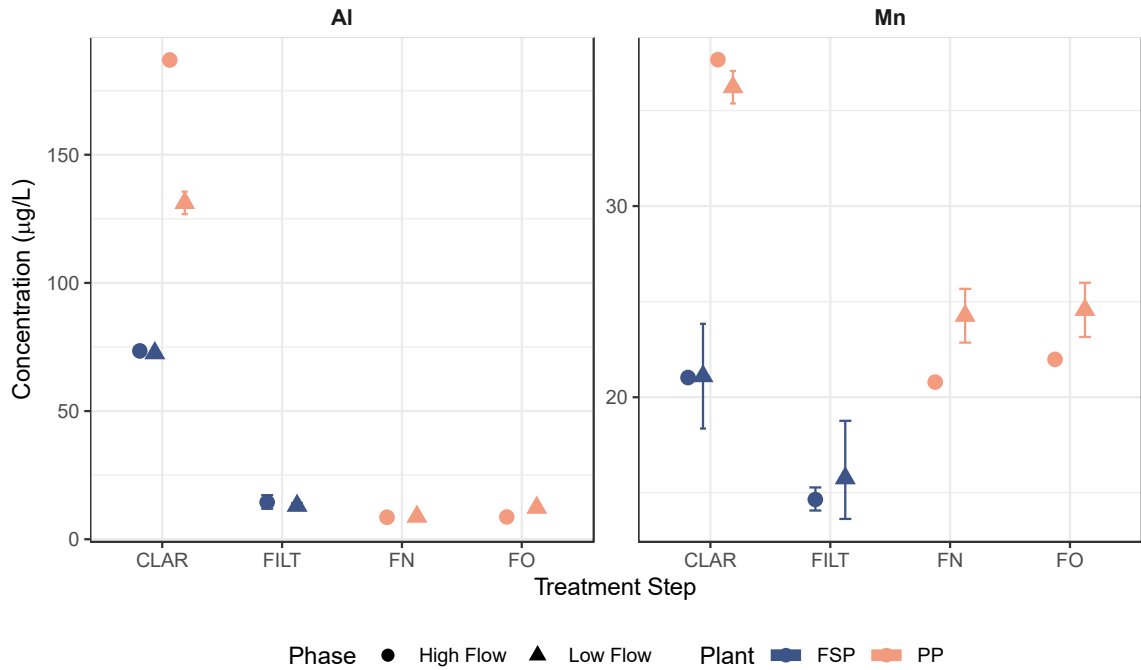 Al
Mn
Concentration (µg/L)
150
100
50
0
30
20
CLAR FILT FN FO
CLAR FILT FN FO
Treatment Step
Phase High Flow Low Flow Plant FSP PP